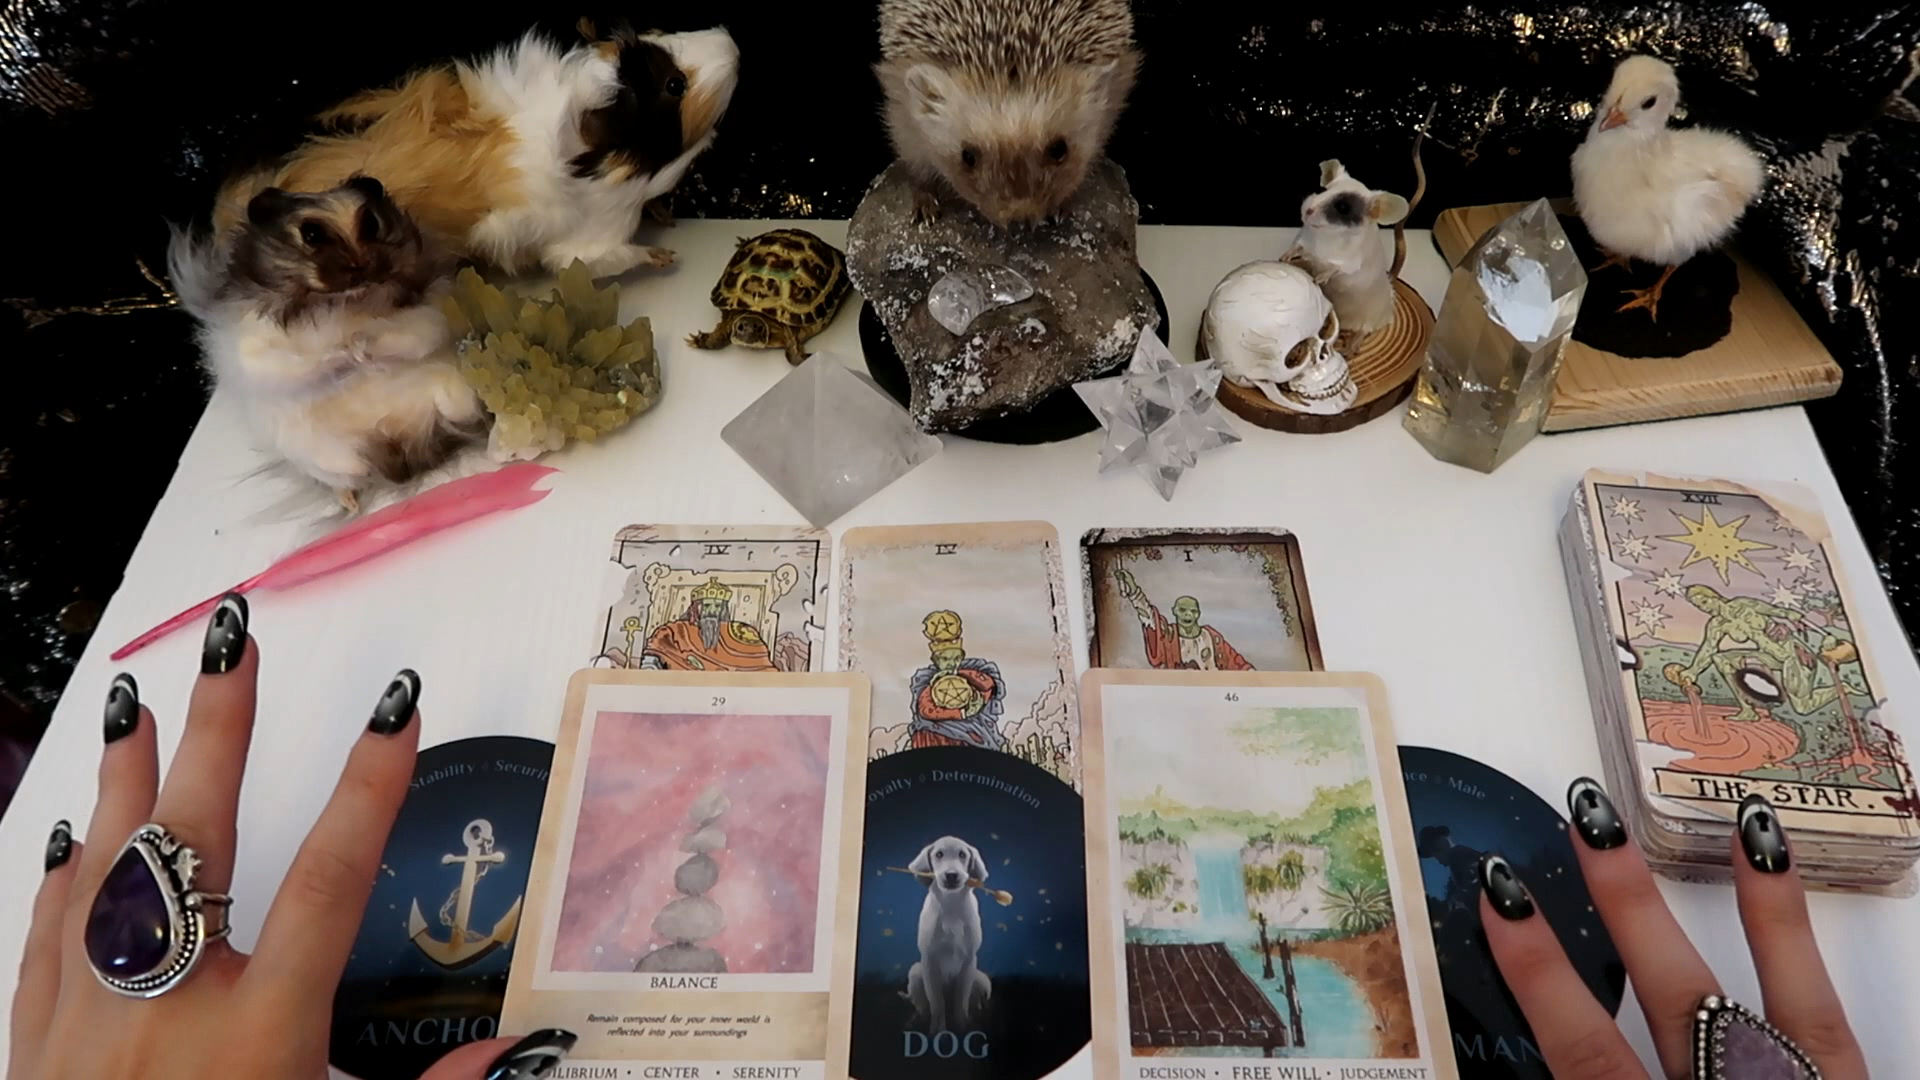 IV
IV
I
XVII
THE STAR.
29
46
Stability ◊
Determination
Male
BALANCE
Remain composed for your inner world is
reflected into your surroundings
CENTER • SERENITY
DOG
DECISION • FREE WILL • JUDGEMENT
MAN